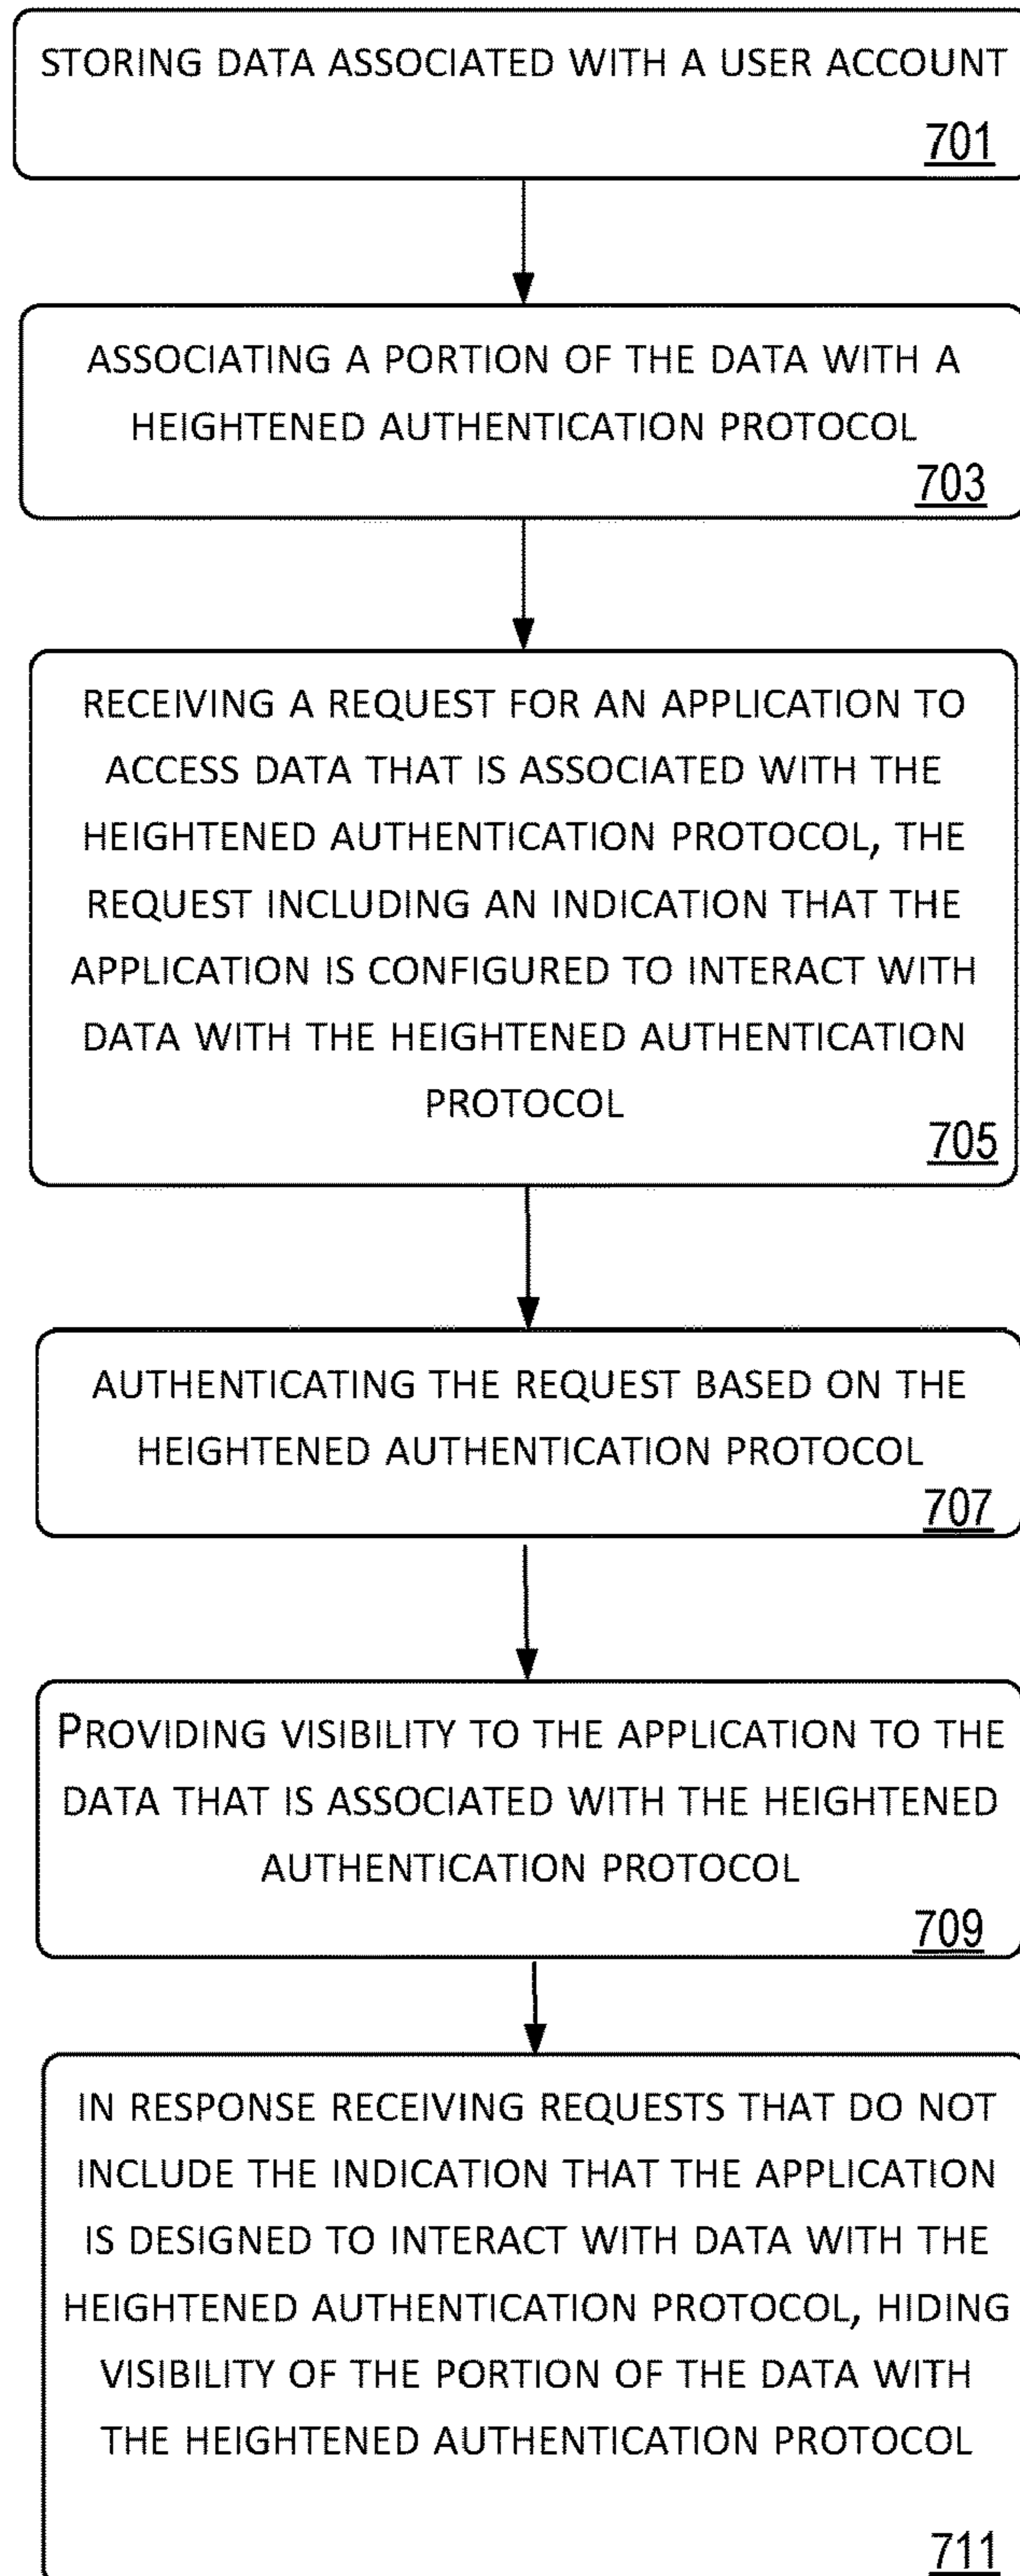 STORING DATA ASSOCIATED WITH A USER ACCOUNT
701
ASSOCIATING A PORTION OF THE DATA WITH A
HEIGHTENED AUTHENTICATION PROTOCOL
703
RECEIVING A REQUEST FOR AN APPLICATION TO
ACCESS DATA THAT IS ASSOCIATED WITH THE
HEIGHTENED AUTHENTICATION PROTOCOL, THE
REQUEST INCLUDING AN INDICATION THAT THE
APPLICATION IS CONFIGURED TO INTERACT WITH
DATA WITH THE HEIGHTENED AUTHENTICATION
PROTOCOL
705
AUTHENTICATING THE REQUEST BASED ON THE
HEIGHTENED AUTHENTICATION PROTOCOL
707
PROVIDING VISIBILITY TO THE APPLICATION TO THE
DATA THAT IS ASSOCIATED WITH THE HEIGHTENED
AUTHENTICATION PROTOCOL
709
IN RESPONSE RECEIVING REQUESTS THAT DO NOT
INCLUDE THE INDICATION THAT THE APPLICATION
IS DESIGNED TO INTERACT WITH DATA WITH THE
HEIGHTENED AUTHENTICATION PROTOCOL, HIDING
VISIBILITY OF THE PORTION OF THE DATA WITH
THE HEIGHTENED AUTHENTICATION PROTOCOL
711